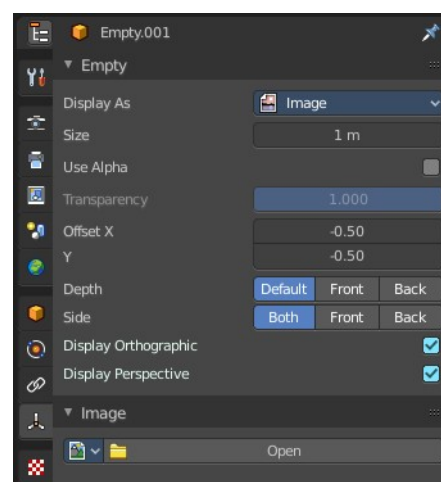 Empty.001
Empty
Display As Image
Size 1 m
Use Alpha
Transparency 1.000
Offset X -0.50
Y -0.50
Depth Default Front Back
Side Both Front Back
Display Orthographic
Display Perspective
Image
Open